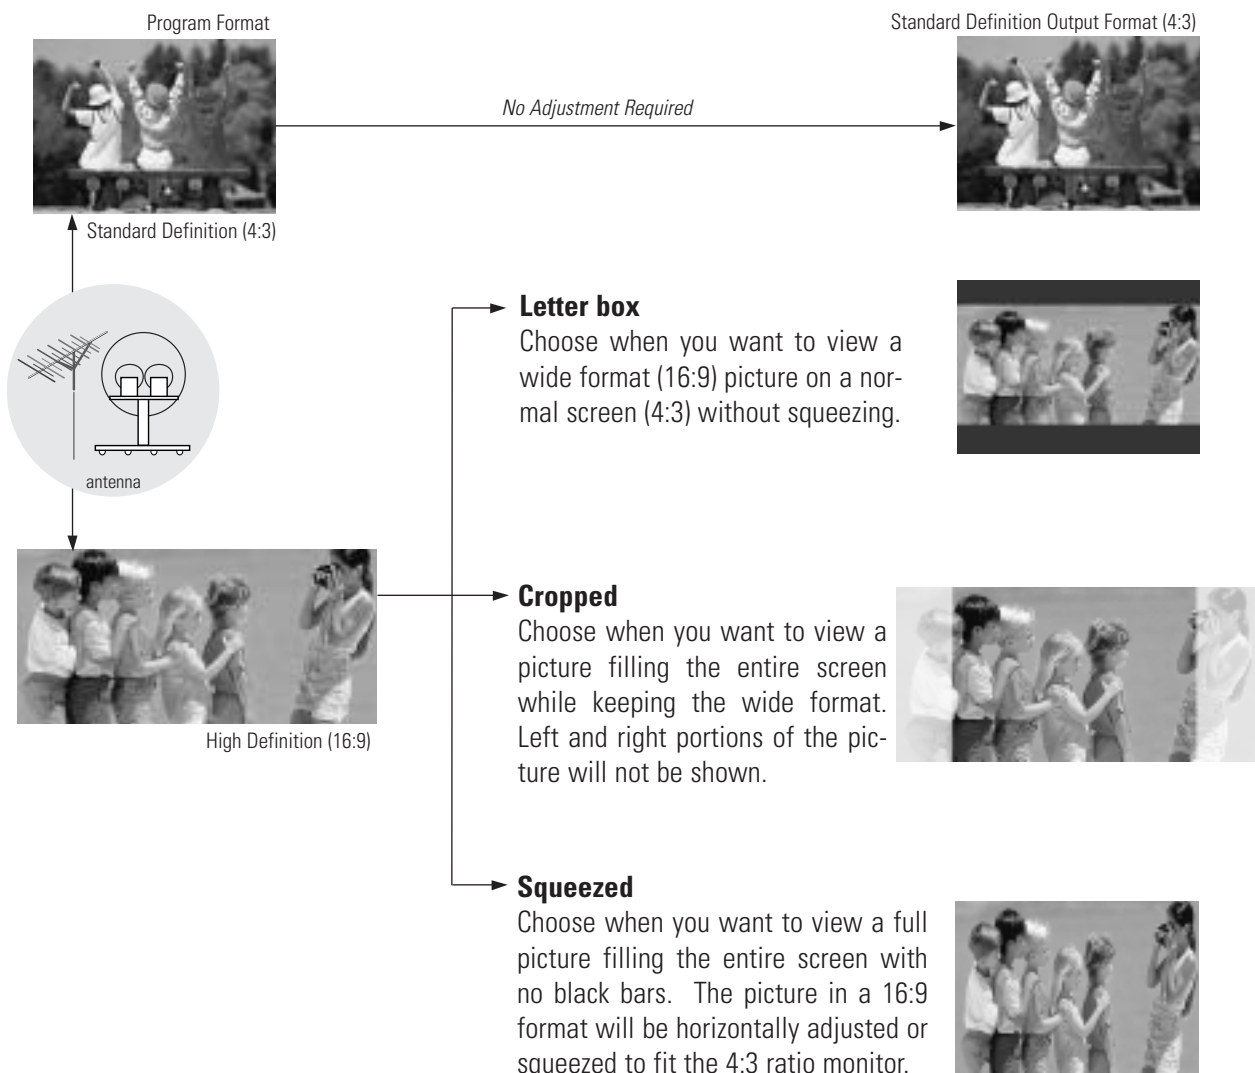 Program Format
Standard Definition Output Format (4:3)
No Adjustment Required
Standard Definition (4:3)
antenna
High Definition (16:9)
Letter box
Choose when you want to view a
wide format (16:9) picture on a nor-
mal screen (4:3) without squeezing.
Cropped
Choose when you want to view a
picture filling the entire screen
while keeping the wide format.
Left and right portions of the pic-
ture will not be shown.
Squeezed
Choose when you want to view a full
picture filling the entire screen with
no black bars. The picture in a 16:9
format will be horizontally adjusted or
squeezed to fit the 4:3 ratio monitor.